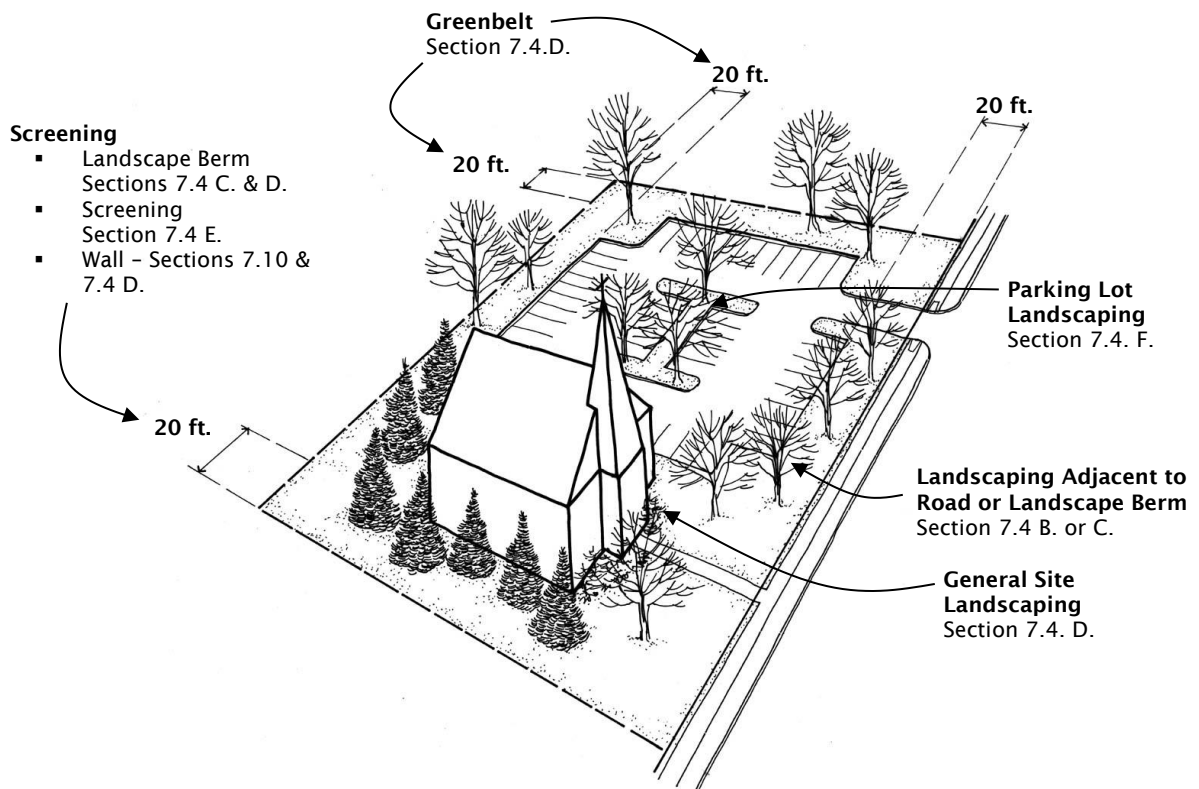 Greenbelt
Section 7.4.D.
20 ft.
20 ft.
20 ft.
Screening
▪ Landscape Berm
Sections 7.4 C. & D.
▪ Screening
Section 7.4 E.
▪ Wall – Sections 7.10 &
7.4 D.
20 ft.
Parking Lot
Landscaping
Section 7.4. F.
Landscaping Adjacent to
Road or Landscape Berm
Section 7.4 B. or C.
General Site
Landscaping
Section 7.4. D.